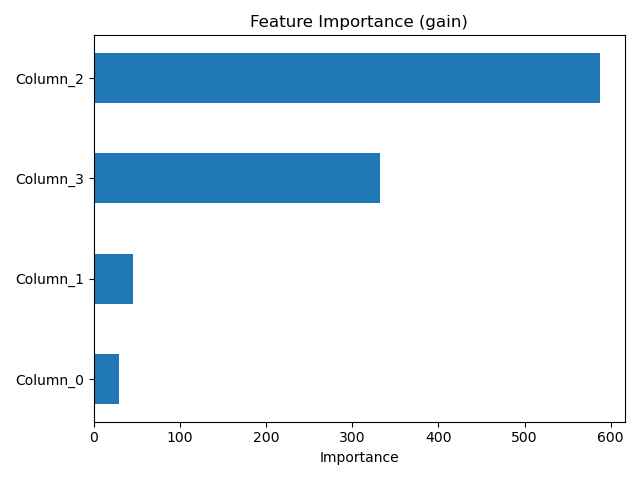 Feature Importance (gain)
Column_2
Column_3
Column_1
Column_0
0 100 200 300 400 500 600
Importance